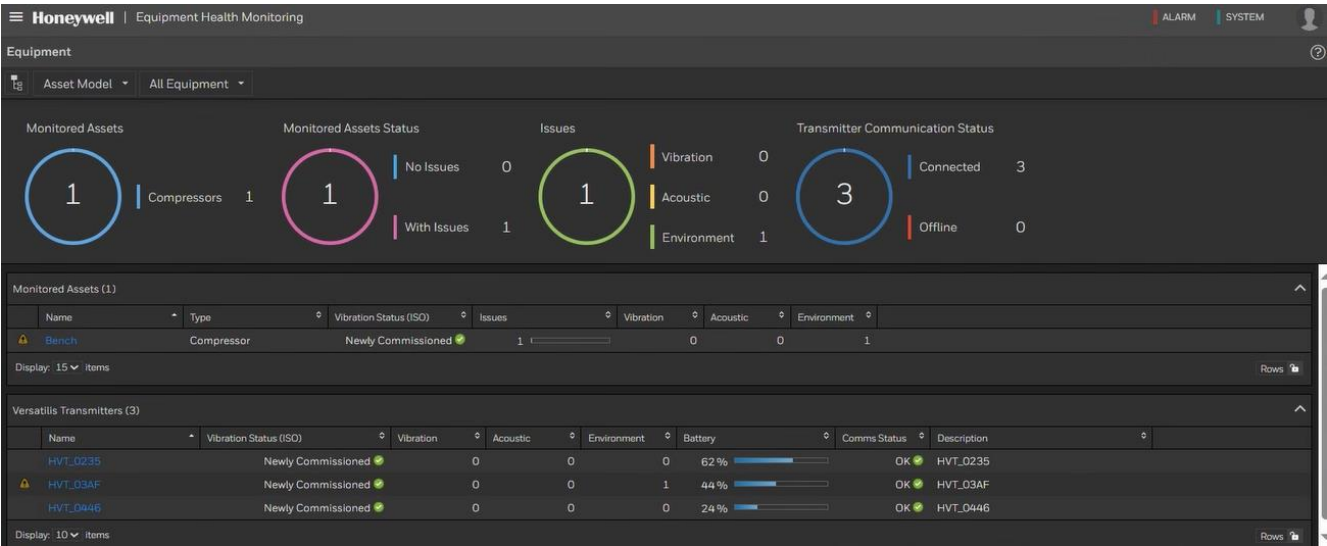 Honeywell | Equipment Health Monitoring ALARM SYSTEM
Equipment
Asset Model All Equipment
Monitored Assets Monitored Assets Status Issues Transmitter Communication Status
Vibration 0
No Issues 0 Connected 3
1 Compressors 1 1 1 Acoustic 0 3
With Issues 1 Offline 0
Environment 1
Monitored Assets (1)
Name Type Vibration Status (ISO) Issues Vibration Acoustic Environment
Bench Compressor Newly Commissioned 1 0 0 1
Display: 15 items Rows
Versatilis Transmitters (3)
Name Vibration Status (ISO) Vibration Acoustic Environment Battery Comms Status Description
HVT_0235 Newly Commissioned 0 0 0 62% OK HVT_0235
HVT_03AF Newly Commissioned 0 0 1 44% OK HVT_03AF
HVT_0446 Newly Commissioned 0 0 0 24% OK HVT_0446
Display: 10 items Rows